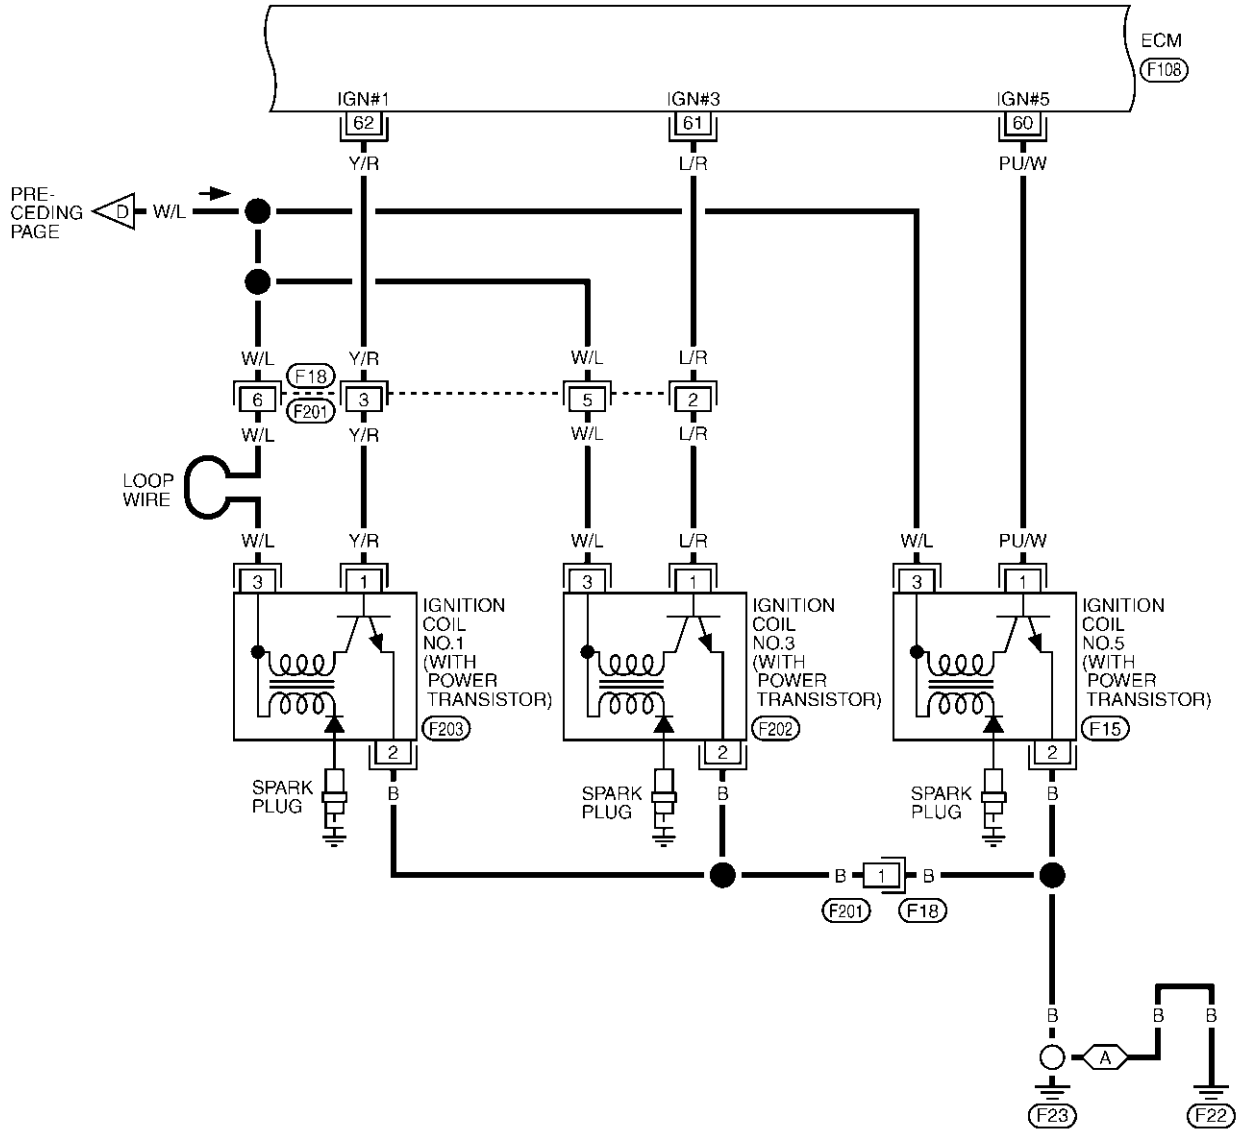 ECM
F108
IGN#1 IGN#3 IGN#5
62 61 60
Y/R L/R PU/W
PRE-
CEDING
PAGE
D W/L
W/L Y/R W/L L/R
F18
6 3 5 2
F201
W/L Y/R W/L L/R
LOOP
WIRE
W/L Y/R W/L L/R W/L PU/W
3 1 3 1 3 1
IGNITION
COIL
NO.1
(WITH
POWER
TRANSISTOR)
F203
IGNITION
COIL
NO.3
(WITH
POWER
TRANSISTOR)
F202
IGNITION
COIL
NO.5
(WITH
POWER
TRANSISTOR)
F15
2 2 2
SPARK
PLUG
B
SPARK
PLUG
B
SPARK
PLUG
B
B 1 B
F201 F18
B B B
A
F23 F22